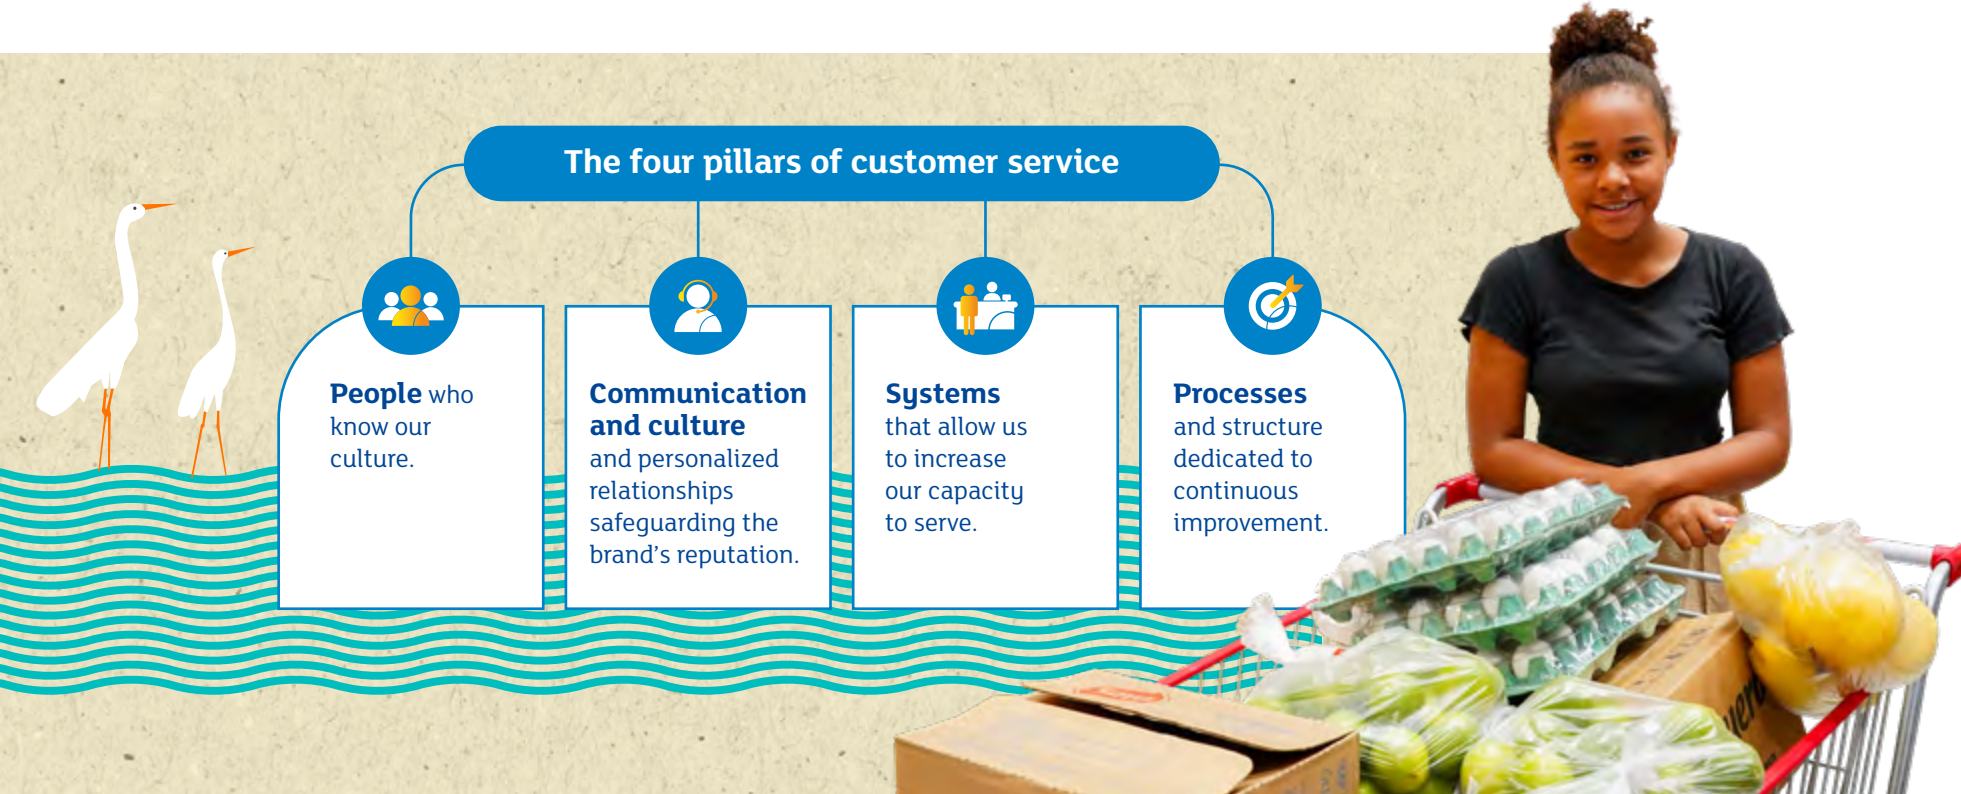 The four pillars of customer service
People who
know our
culture.
Communication
and culture
and personalized
relationships
safeguarding the
brand's reputation.
Systems
that allow us
to increase
our capacity
to serve.
Processes
and structure
dedicated to
continuous
improvement.